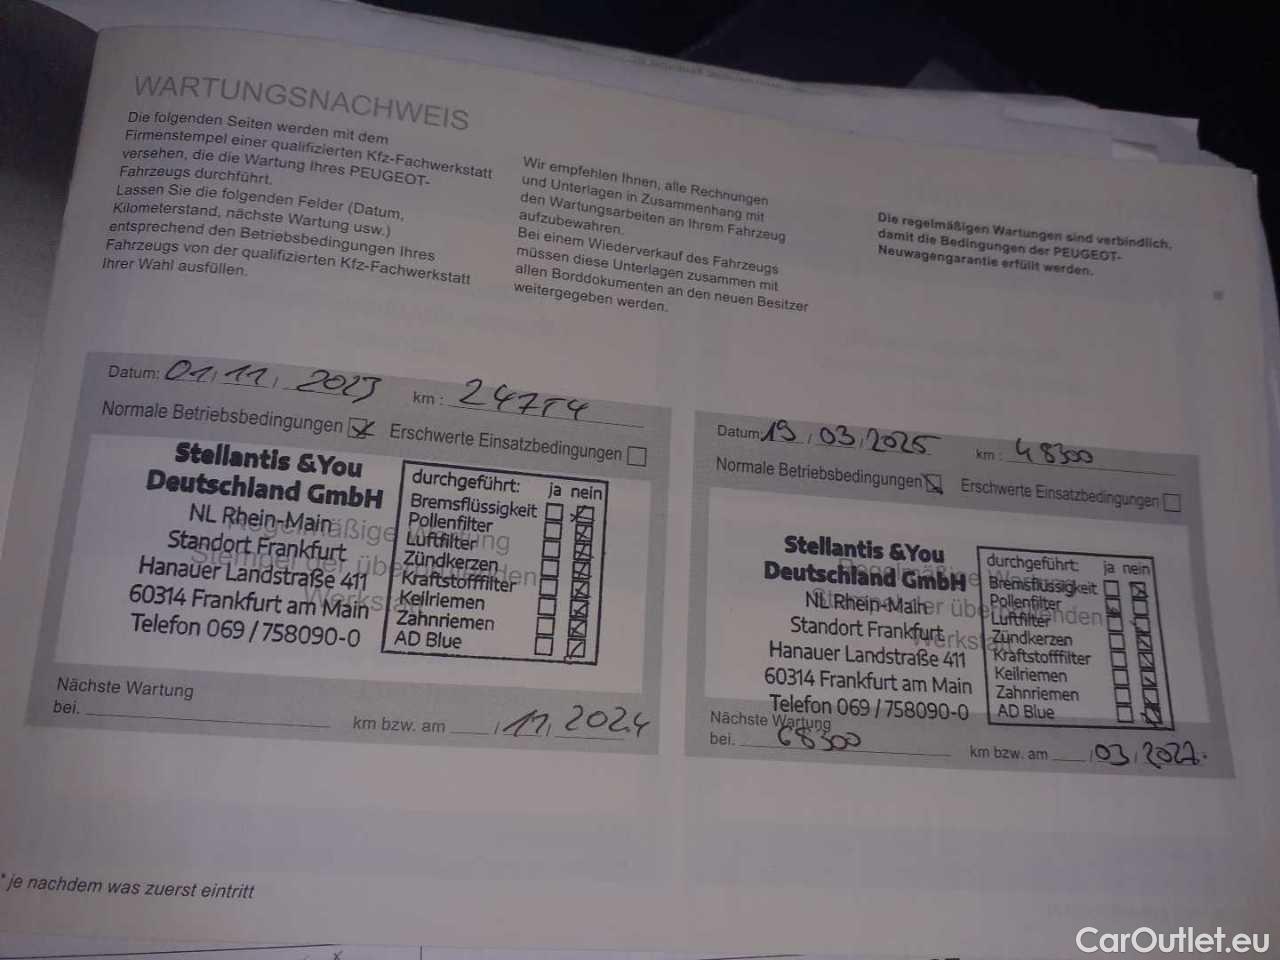 WARTUNGSNACHWEIS
Die folgenden Seiten werden mit dem
Firmenstempel einer qualifizierten Kfz-Fachwerkstatt
versehen, die die Wartung Ihres PEUGEOT-
Fahrzeugs durchführt.
Lassen Sie die folgenden Felder (Datum,
Kilometerstand, nächste Wartung usw.)
entsprechend den Betriebsbedingungen Ihres
Fahrzeugs von der qualifizierten Kfz-Fachwerkstatt
Ihrer Wahl ausfüllen.
Wir empfehlen Ihnen, alle Rechnungen
und Unterlagen in Zusammenhang mit
den Wartungsarbeiten an Ihrem Fahrzeug
aufzubewahren.
Bei einem Wiederverkauf des Fahrzeugs
müssen diese Unterlagen zusammen mit
allen Borddokumenten an den neuen Besitzer
weitergegeben werden.
Die regelmäßigen Wartungen sind verbindlich,
damit die Bedingungen der PEUGEOT-
Neuwagengarantie erfüllt werden.
Datum: 01, 11, 2023 km :
Normale Betriebsbedingungen Erschwerte Einsatzbedingungen
Stellantis &You
Deutschland GmbH
NL Rhein-Main
Standort Frankfurt
Hanauer Landstraße 411
60314 Frankfurt am Main
Telefon 069 / 758090-0
Regelmäßige Wartung
Stempel der überwendenden
durchgeführt: ja nein
Bremsflüssigkeit
Pollenfilter
Luftfilter
Zündkerzen
Kraftstofffilter
Keilriemen
Zahnriemen
AD Blue
Nächste Wartung
bei. km bzw. am , 11, 2024
Datum: 19, 03, 2025 km : 48300
Normale Betriebsbedingungen Erschwerte Einsatzbedingungen
Stellantis &You
Deutschland GmbH
NL Rhein-Main
Standort Frankfurt
Hanauer Landstraße 411
60314 Frankfurt am Main
Telefon 069 / 758090-0
durchgeführt: ja nein
Bremsflüssigkeit
Pollenfilter
Luftfilter
Zündkerzen
Kraftstofffilter
Keilriemen
Zahnriemen
AD Blue
Nächste Wartung
bei. 68300 km bzw. am , 03, 2027.
*je nachdem was zuerst eintritt
CarOutlet.eu